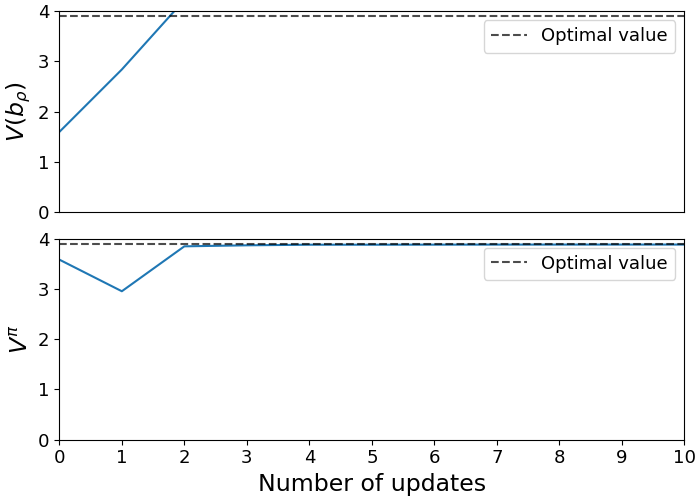 4
3
2
1
0
V(b_ρ)
Optimal value
4
3
2
1
0
V^π
Optimal value
0 1 2 3 4 5 6 7 8 9 10
Number of updates